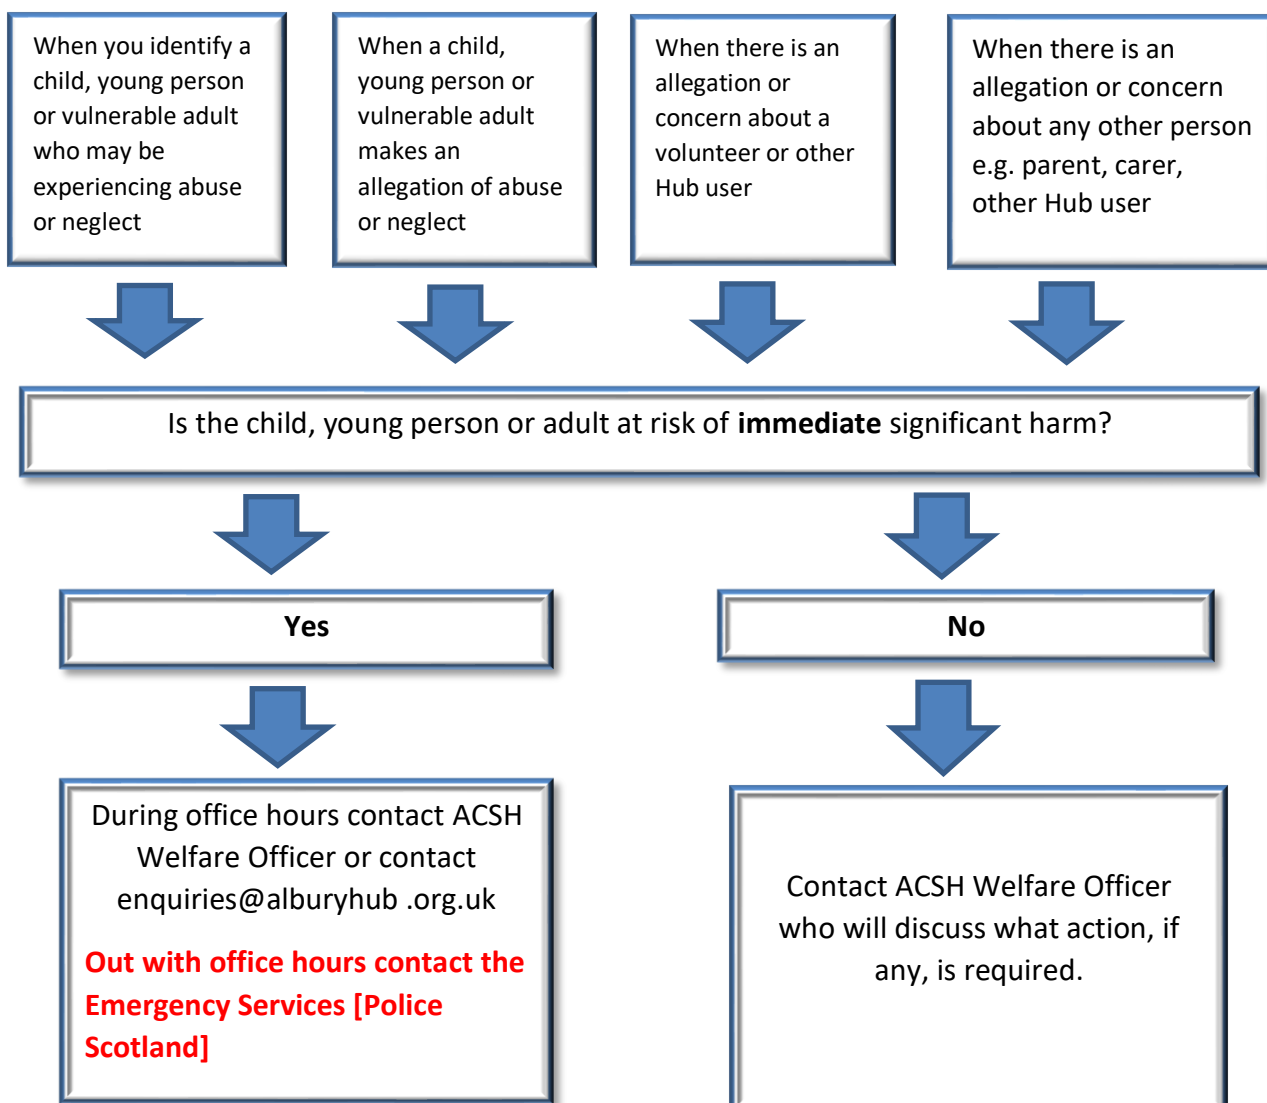 When you identify a
child, young person
or vulnerable adult
who may be
experiencing abuse
or neglect
When a child,
young person or
vulnerable adult
makes an
allegation of abuse
or neglect
When there is an
allegation or
concern about a
volunteer or other
Hub user
When there is an
allegation or concern
about any other person
e.g. parent, carer,
other Hub user
Is the child, young person or adult at risk of immediate significant harm?
Yes
No
During office hours contact ACSH
Welfare Officer or contact
enquiries@alburyhub .org.uk
Out with office hours contact the
Emergency Services [Police
Scotland]
Contact ACSH Welfare Officer
who will discuss what action, if
any, is required.